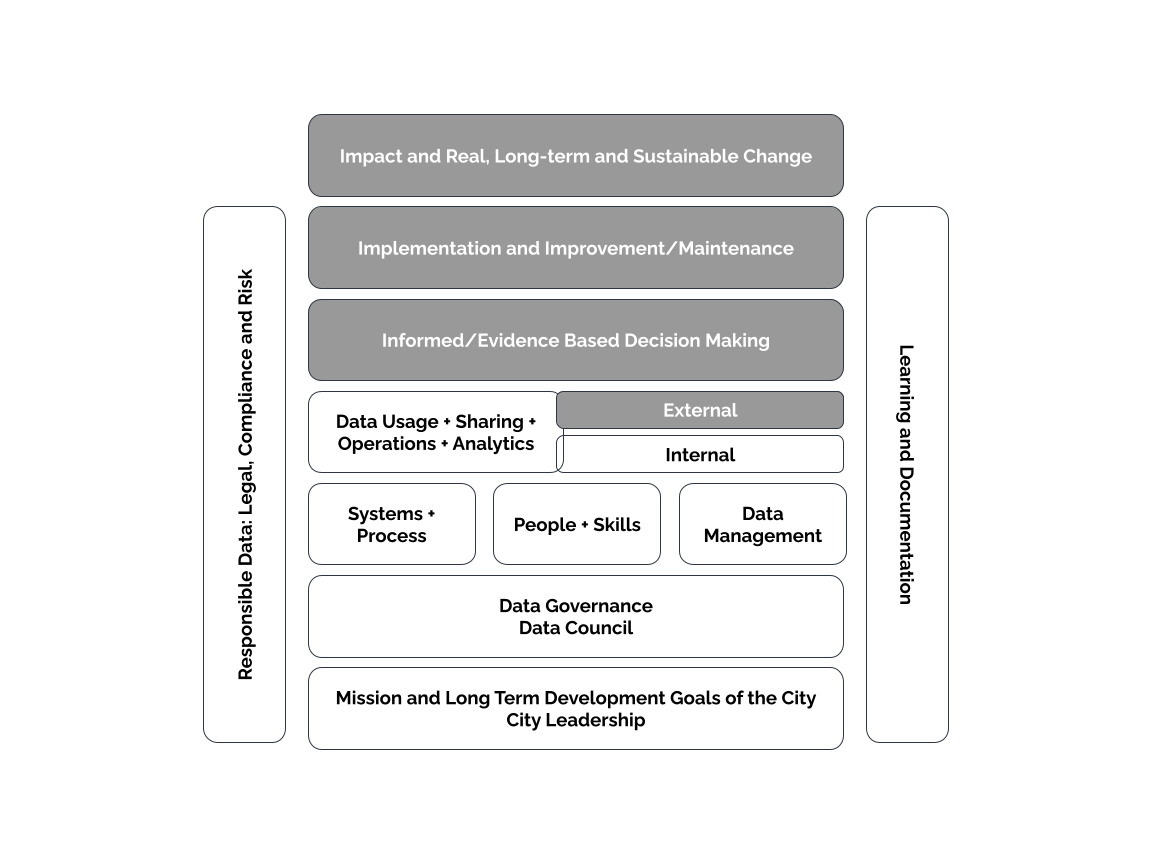 Impact and Real, Long-term and Sustainable Change
Implementation and Improvement/Maintenance
Informed/Evidence Based Decision Making
Data Usage + Sharing +
Operations + Analytics
External
Internal
Systems +
Process
People + Skills
Data
Management
Data Governance
Data Council
Mission and Long Term Development Goals of the City
City Leadership
Responsible Data: Legal, Compliance and Risk
Learning and Documentation